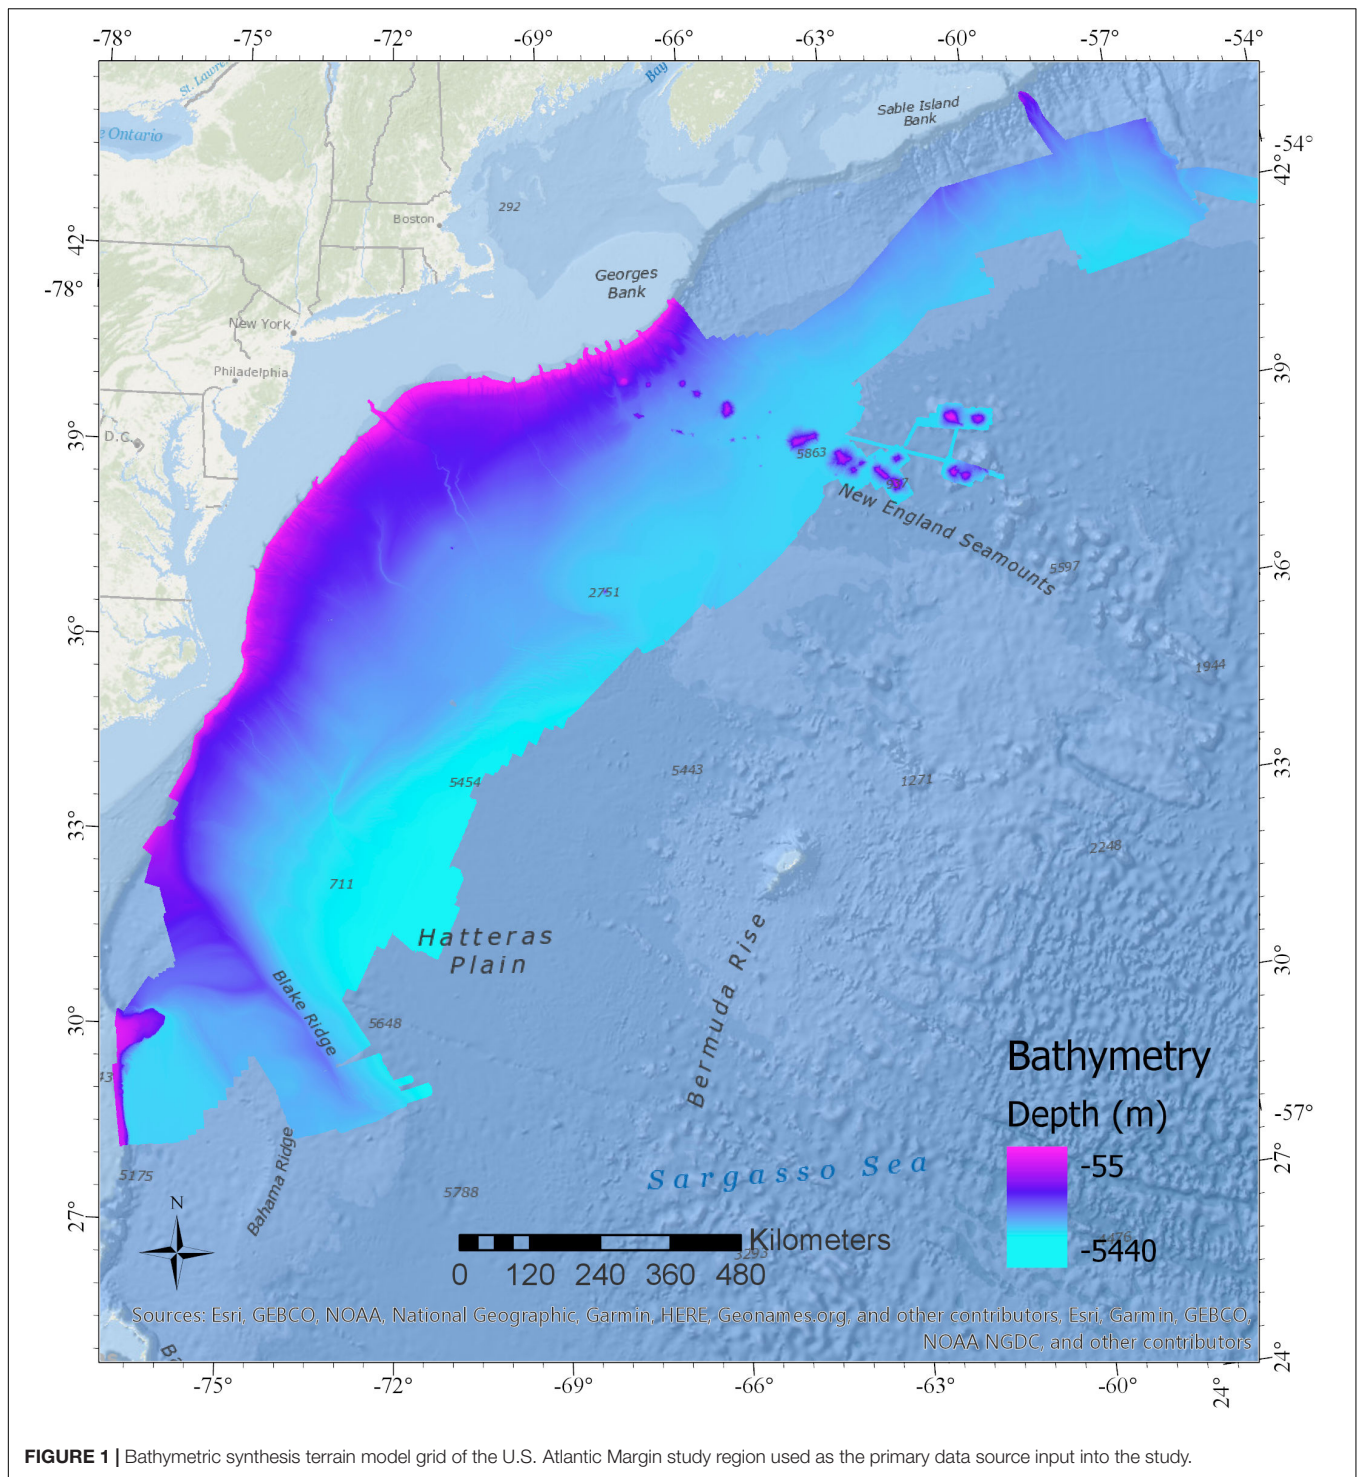 -78°
-75°
-72°
-69°
-66°
-63°
-60°
-57°
-54°
St. Lawre
Bay
Sable Island
Bank
e Ontario
-54°
42°
292
Boston
42°
Georges
Bank
-78°
New York
Philadelphia
39°
D.C.
39°
5863
937
New England Seamounts
5597
36°
2751
36°
1944
5454
5443
1271
33°
33°
2248
711
Hatteras
Plain
Bermuda Rise
30°
Blake Ridge
30°
5648
Bathymetry
43
Depth (m)
-57°
-55
Bahama Ridge
Sargasso Sea
27°
5175
5788
N
27°
-5440
Kilometers
5293
0 120 240 360 480
Sources: Esri, GEBCO, NOAA, National Geographic, Garmin, HERE, Geonames.org, and other contributors, Esri, Garmin, GEBCO,
NOAA NGDC, and other contributors
24°
-75°
-72°
-69°
-66°
-63°
-60°
24°
FIGURE 1 | Bathymetric synthesis terrain model grid of the U.S. Atlantic Margin study region used as the primary data source input into the study.